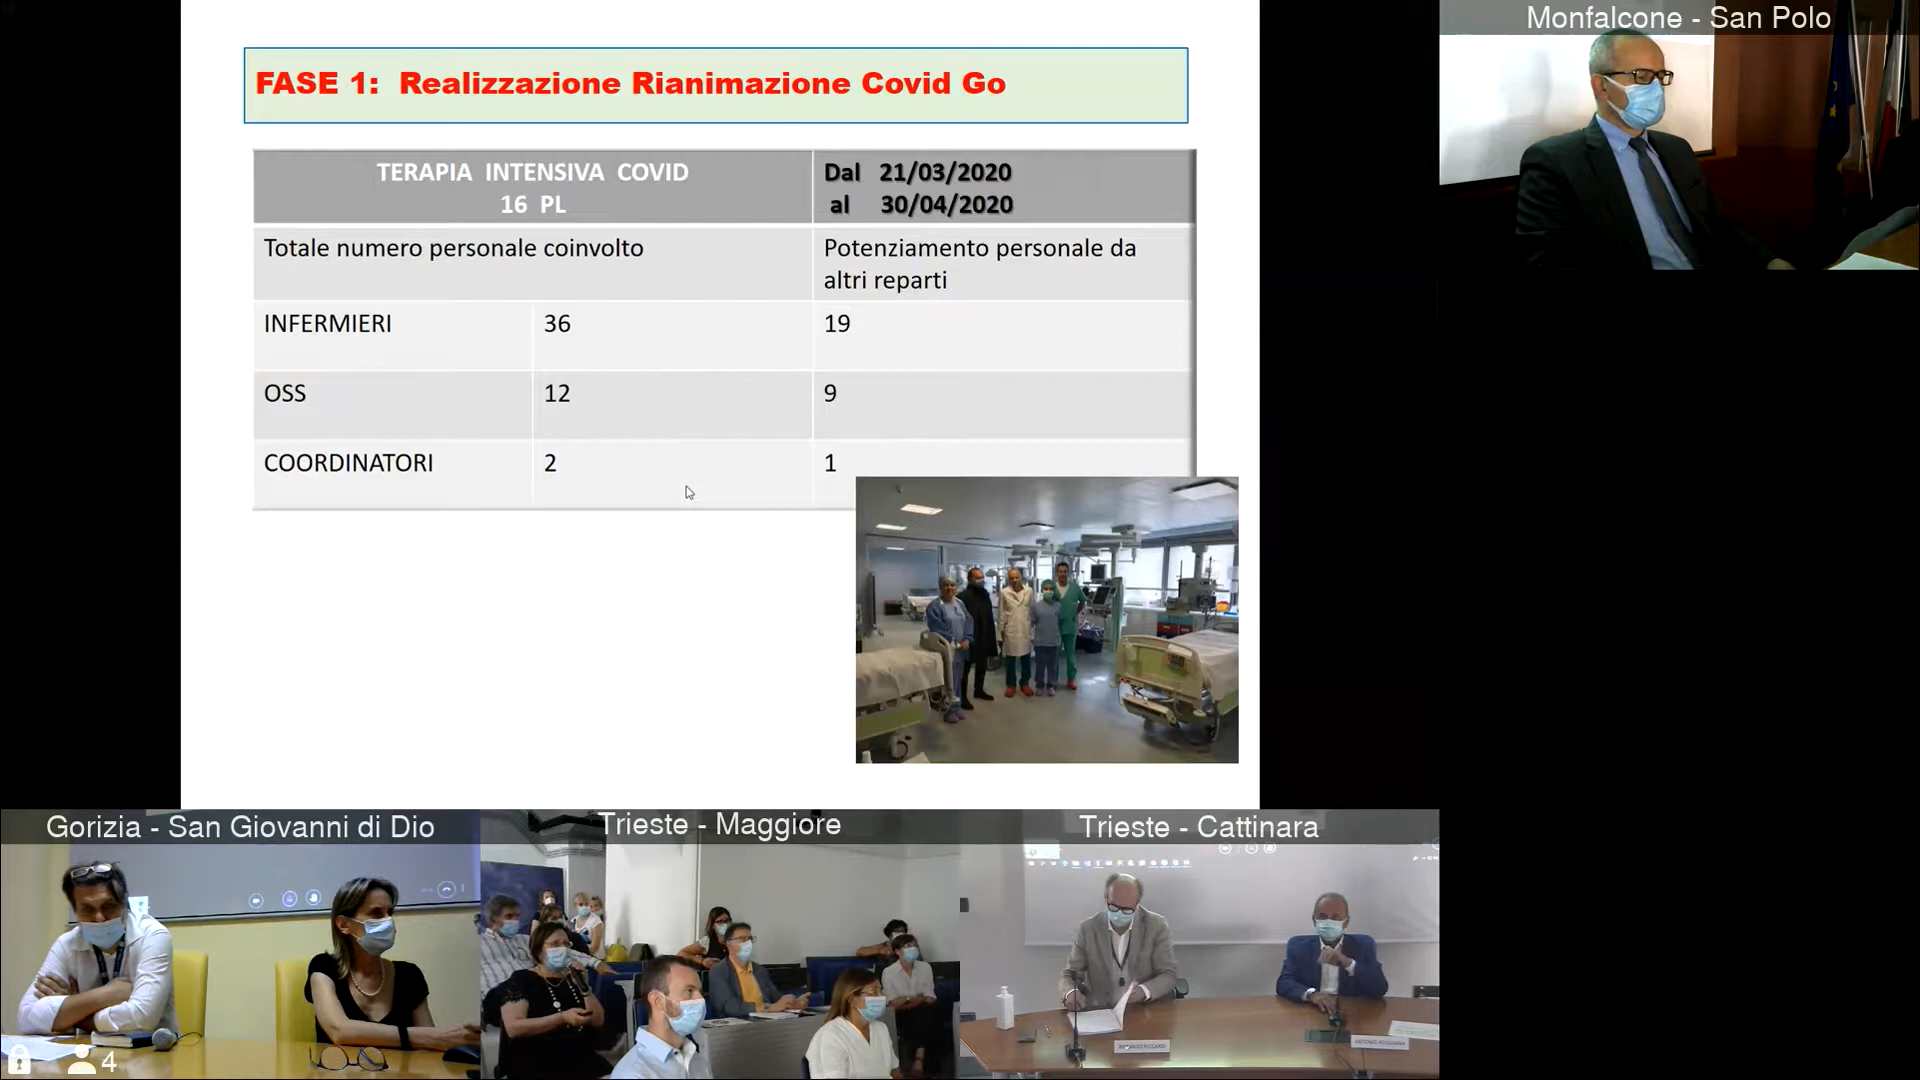 Monfalcone - San Polo
FASE 1: Realizzazione Rianimazione Covid Go
TERAPIA INTENSIVA COVID
16 PL
Dal 21/03/2020
al 30/04/2020
Totale numero personale coinvolto
Potenziamento personale da
altri reparti
INFERMIERI 36 19
OSS 12 9
COORDINATORI 2 1
Gorizia - San Giovanni di Dio
Trieste - Maggiore
Trieste - Cattinara
4